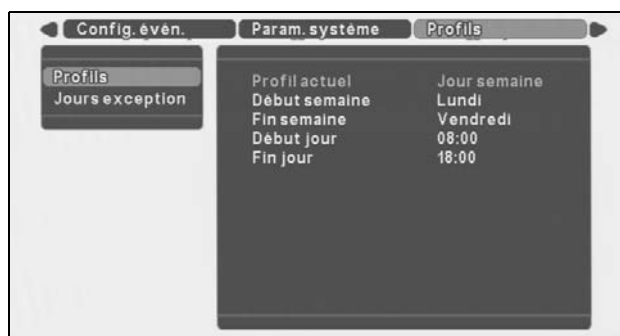 Config. évén. Param. système Profils
Profils
Jours exception
Profil actuel Jour semaine
Début semaine Lundi
Fin semaine Vendredi
Début jour 08:00
Fin jour 18:00